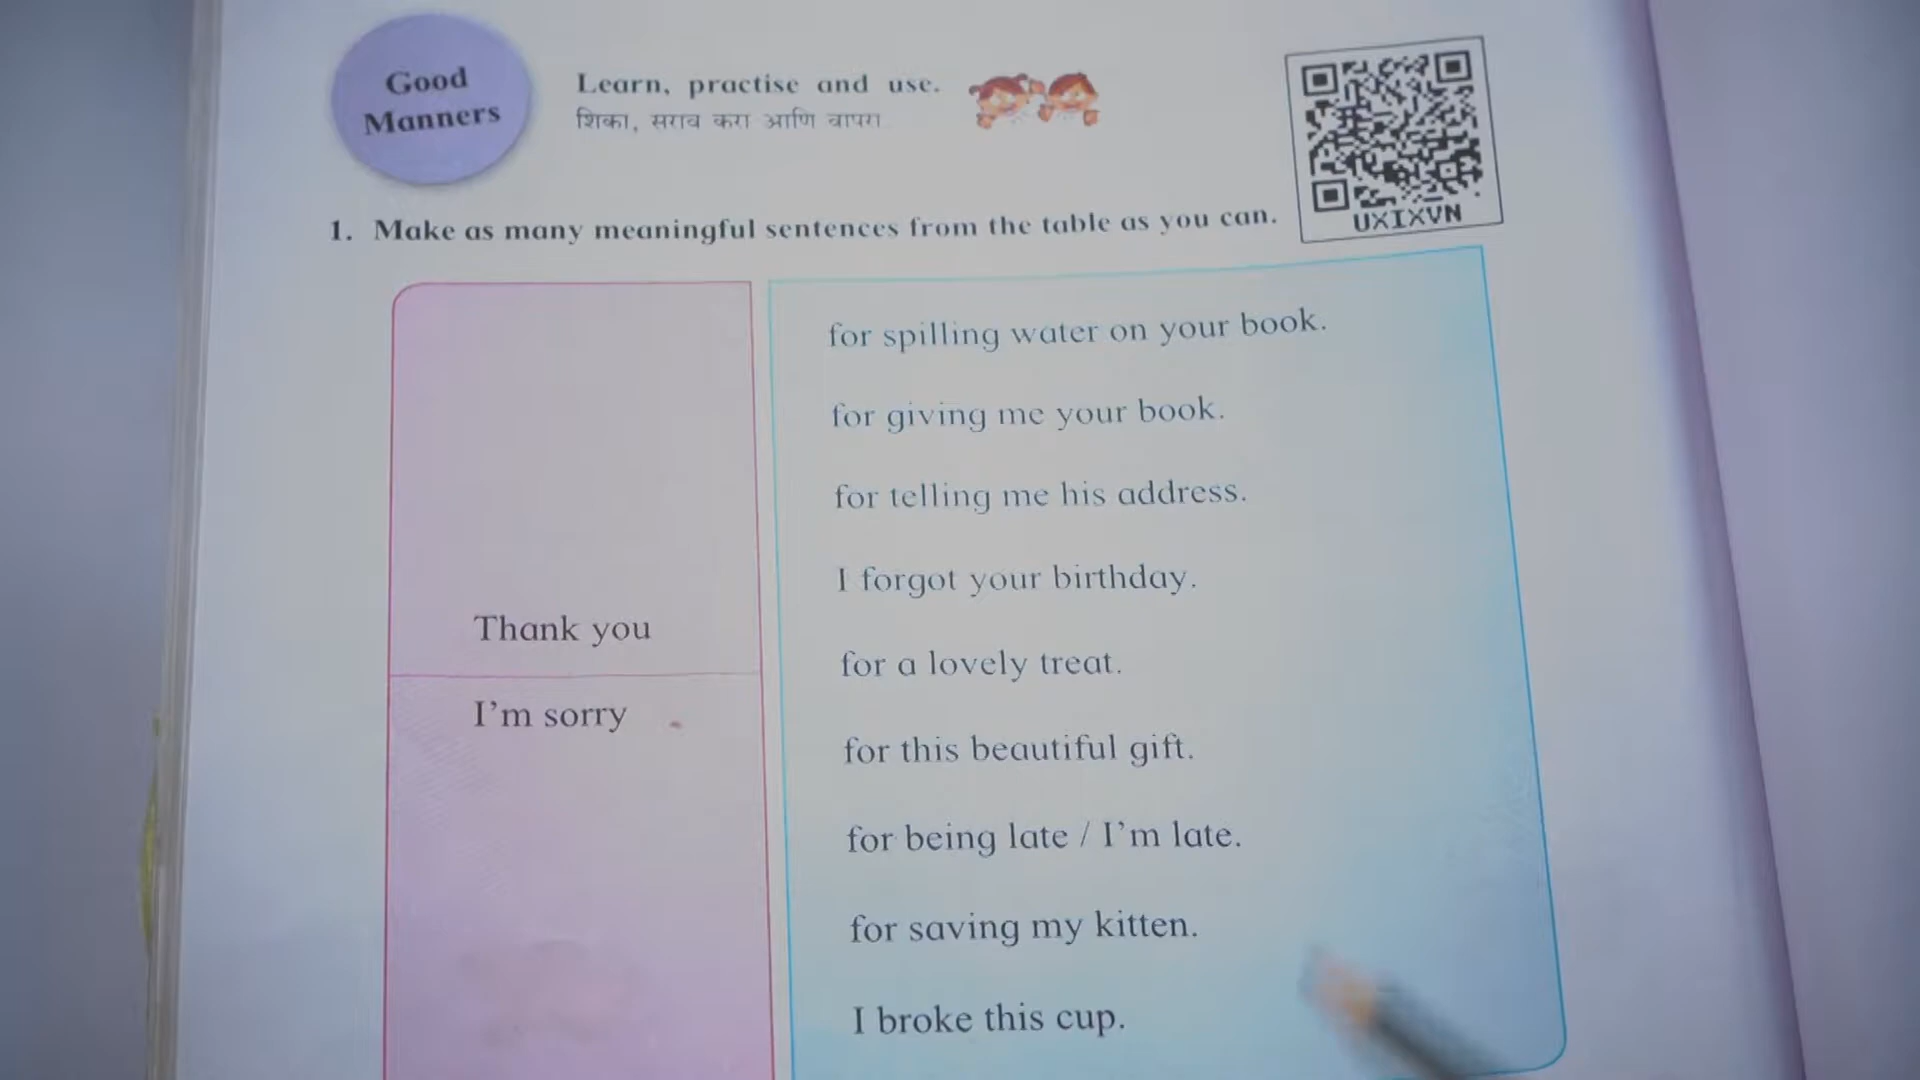 Good
Manners
Learn, practise and use.
शिका, सराव करा आणि वापरा
UXIXVN
1. Make as many meaningful sentences from the table as you can.
Thank you
I'm sorry
for spilling water on your book.
for giving me your book.
for telling me his address.
I forgot your birthday.
for a lovely treat.
for this beautiful gift.
for being late / I'm late.
for saving my kitten.
I broke this cup.